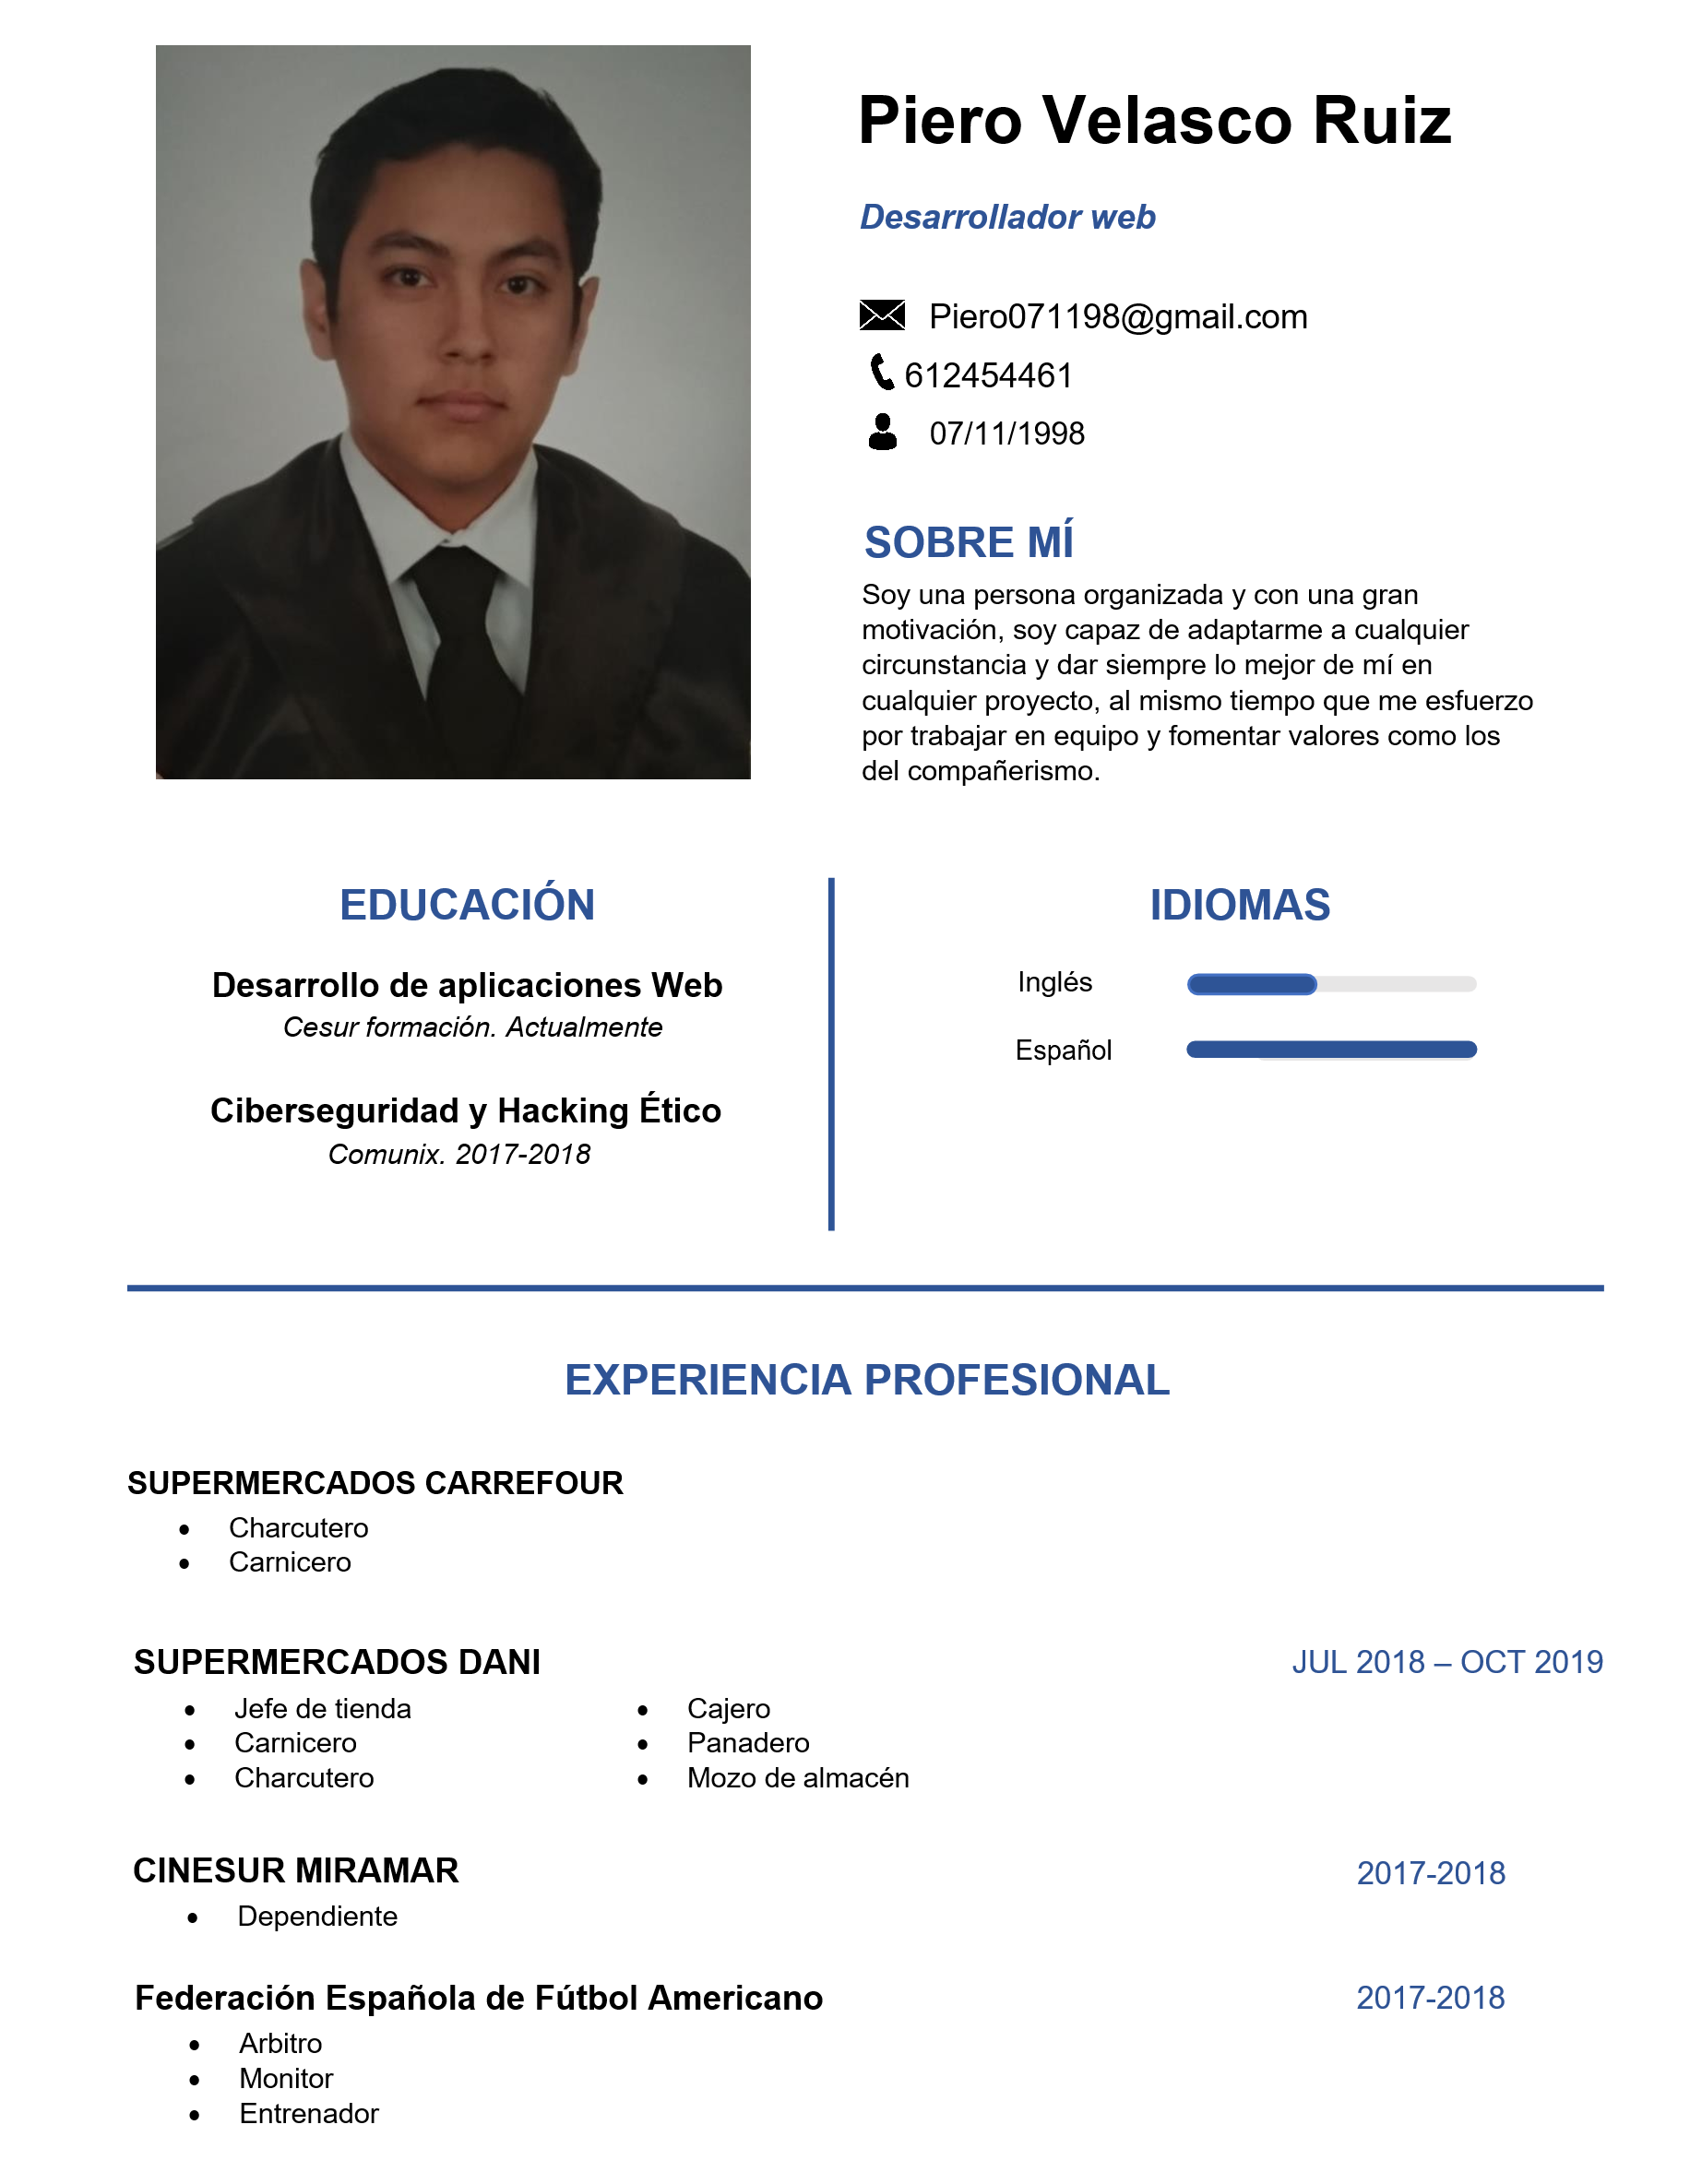 Piero Velasco Ruiz
Desarrollador web
Piero071198@gmail.com
612454461
07/11/1998
SOBRE MÍ
Soy una persona organizada y con una gran
motivación, soy capaz de adaptarme a cualquier
circunstancia y dar siempre lo mejor de mí en
cualquier proyecto, al mismo tiempo que me esfuerzo
por trabajar en equipo y fomentar valores como los
del compañerismo.
EDUCACIÓN
Desarrollo de aplicaciones Web
Cesur formación. Actualmente
Ciberseguridad y Hacking Ético
Comunix. 2017-2018
IDIOMAS
Inglés
Español
EXPERIENCIA PROFESIONAL
SUPERMERCADOS CARREFOUR
• Charcutero
• Carnicero
SUPERMERCADOS DANI
JUL 2018 – OCT 2019
• Jefe de tienda
• Carnicero
• Charcutero
• Cajero
• Panadero
• Mozo de almacén
CINESUR MIRAMAR
2017-2018
• Dependiente
Federación Española de Fútbol Americano
2017-2018
• Arbitro
• Monitor
• Entrenador